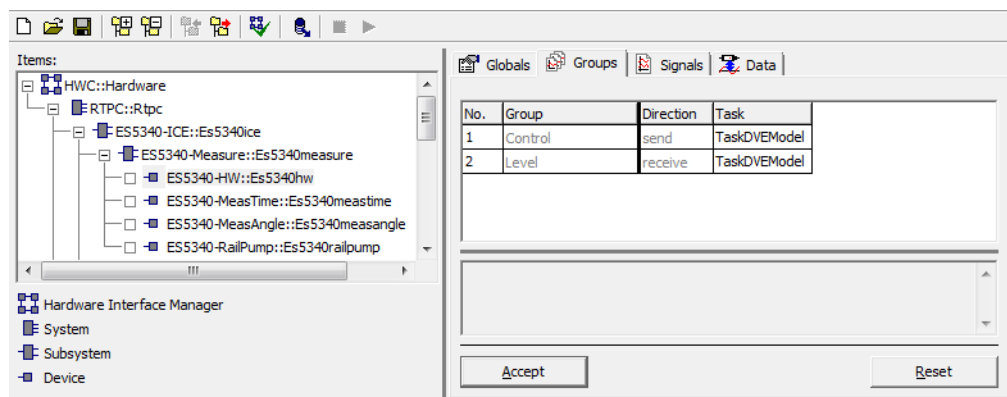 Items:
HWC::Hardware
RTPC::Rtpc
ES5340-ICE::Es5340ice
ES5340-Measure::Es5340measure
ES5340-HW::Es5340hw
ES5340-MeasTime::Es5340meastime
ES5340-MeasAngle::Es5340measangle
ES5340-RailPump::Es5340railpump
Hardware Interface Manager
System
Subsystem
Device
Globals Groups Signals Data
No. Group Direction Task
1 Control send TaskDVEModel
2 Level receive TaskDVEModel
Accept Reset